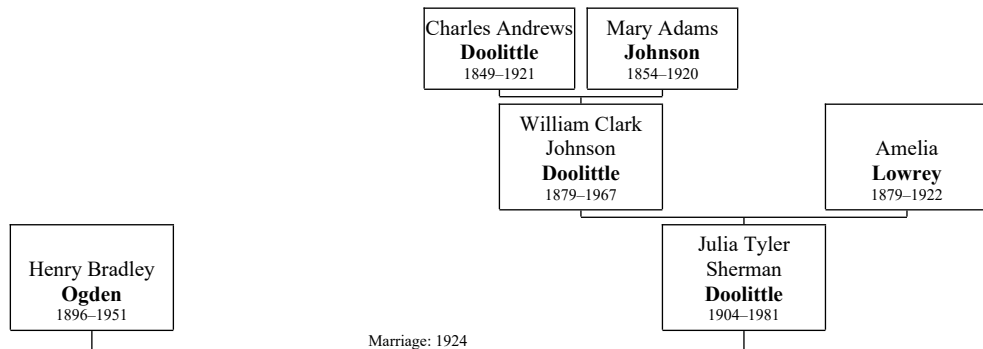 Charles Andrews
Doolittle
1849–1921
Mary Adams
Johnson
1854–1920
William Clark
Johnson
Doolittle
1879–1967
Amelia
Lowrey
1879–1922
Henry Bradley
Ogden
1896–1951
Julia Tyler
Sherman
Doolittle
1904–1981
Marriage: 1924